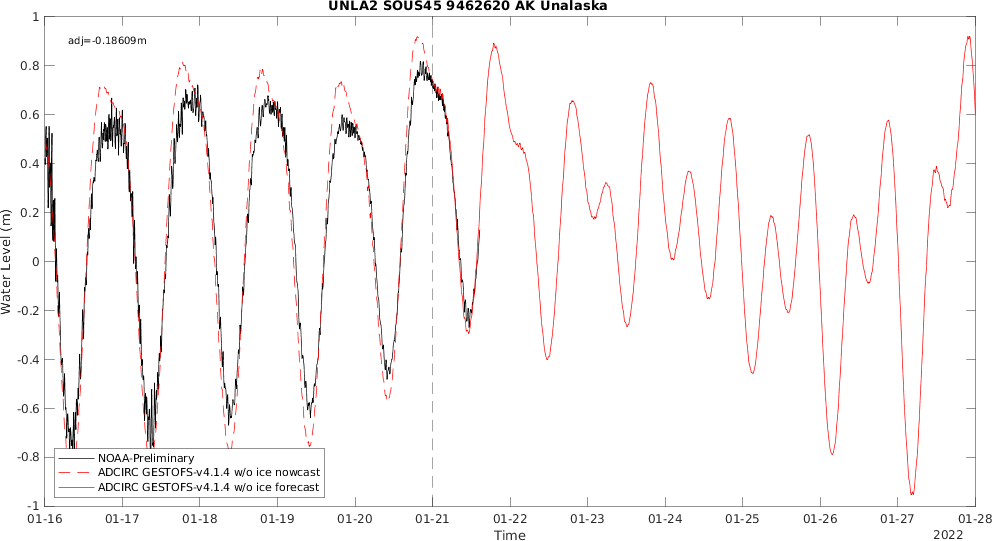 UNLA2 SOUS45 9462620 AK Unalaska
adj=-0.18609m
Water Level (m)
1
0.8
0.6
0.4
0.2
0
-0.2
-0.4
-0.6
-0.8
-1
NOAA-Preliminary
ADCIRC GESTOFS-v4.1.4 w/o ice nowcast
ADCIRC GESTOFS-v4.1.4 w/o ice forecast
01-16 01-17 01-18 01-19 01-20 01-21 01-22 01-23 01-24 01-25 01-26 01-27 01-28
Time
2022